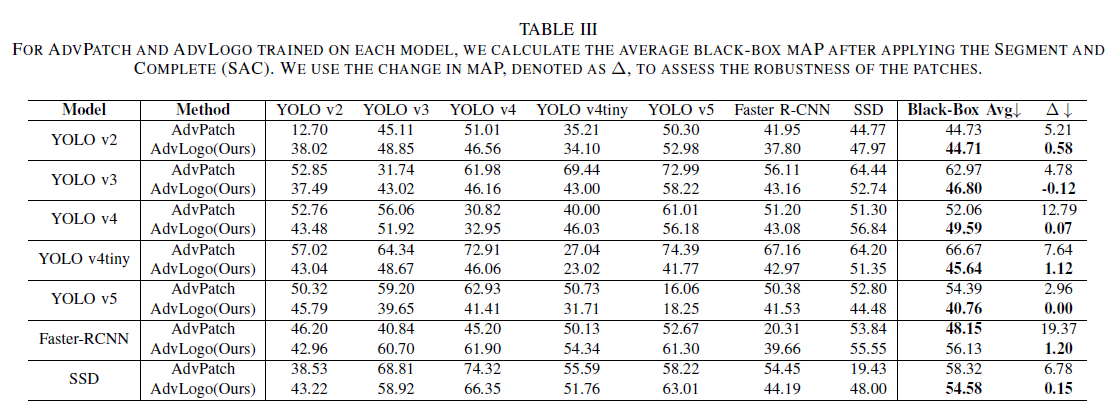 TABLE III
FOR ADVPATCH AND ADVLOGO TRAINED ON EACH MODEL, WE CALCULATE THE AVERAGE BLACK-BOX MAP AFTER APPLYING THE SEGMENT AND
COMPLETE (SAC). WE USE THE CHANGE IN MAP, DENOTED AS Δ, TO ASSESS THE ROBUSTNESS OF THE PATCHES.
Model Method YOLO v2 YOLO v3 YOLO v4 YOLO v4tiny YOLO v5 Faster R-CNN SSD Black-Box Avg↓ Δ ↓
YOLO v2 AdvPatch 12.70 45.11 51.01 35.21 50.30 41.95 44.77 44.73 5.21
AdvLogo(Ours) 38.02 48.85 46.56 34.10 52.98 37.80 47.97 44.71 0.58
YOLO v3 AdvPatch 52.85 31.74 61.98 69.44 72.99 56.11 64.44 62.97 4.78
AdvLogo(Ours) 37.49 43.02 46.16 43.00 58.22 43.16 52.74 46.80 -0.12
YOLO v4 AdvPatch 52.76 56.06 30.82 40.00 61.01 51.20 51.30 52.06 12.79
AdvLogo(Ours) 43.48 51.92 32.95 46.03 56.18 43.08 56.84 49.59 0.07
YOLO v4tiny AdvPatch 57.02 64.34 72.91 27.04 74.39 67.16 64.20 66.67 7.64
AdvLogo(Ours) 43.04 48.67 46.06 23.02 41.77 42.97 51.35 45.64 1.12
YOLO v5 AdvPatch 50.32 59.20 62.93 50.73 16.06 50.38 52.80 54.39 2.96
AdvLogo(Ours) 45.79 39.65 41.41 31.71 18.25 41.53 44.48 40.76 0.00
Faster-RCNN AdvPatch 46.20 40.84 45.20 50.13 52.67 20.31 53.84 48.15 19.37
AdvLogo(Ours) 42.96 60.70 61.90 54.34 61.30 39.66 55.55 56.13 1.20
SSD AdvPatch 38.53 68.81 74.32 55.59 58.22 54.45 19.43 58.32 6.78
AdvLogo(Ours) 43.22 58.92 66.35 51.76 63.01 44.19 48.00 54.58 0.15